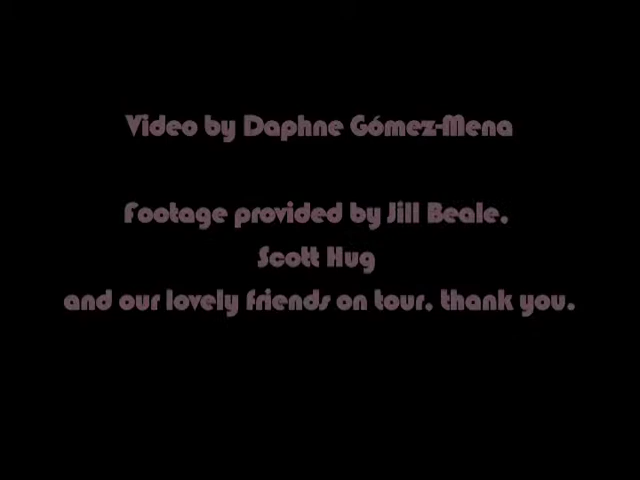 Video by Daphne Gómez-Mena
Footage provided by Jill Beale,
Scott Hug
and our lovely friends on tour, thank you.